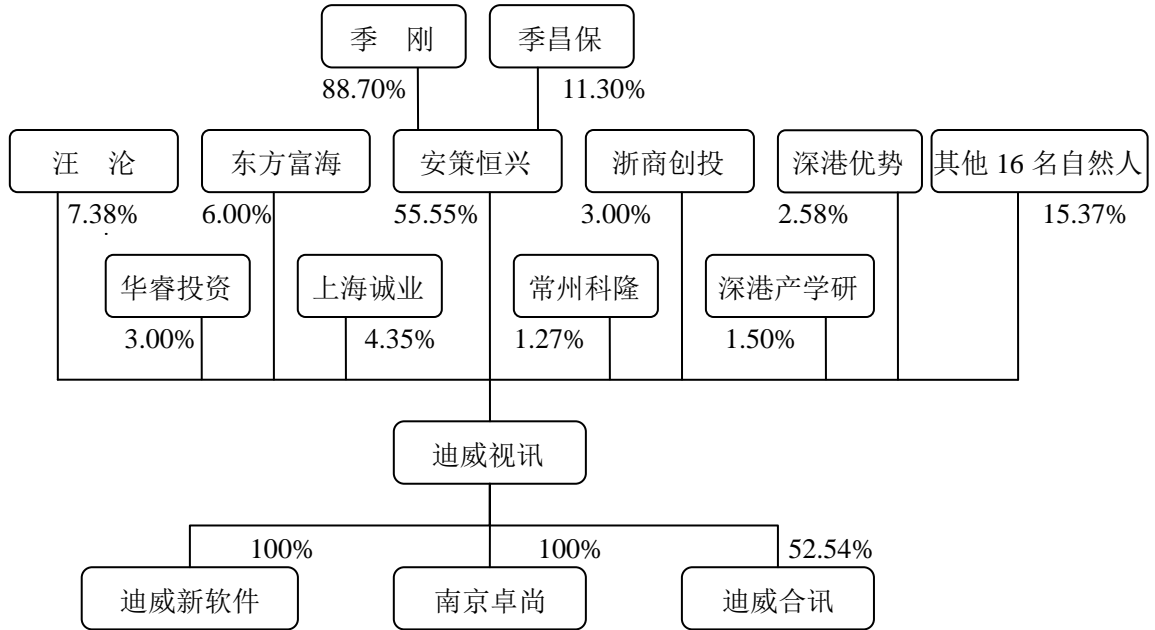 季　刚 季昌保
88.70% 11.30%
汪　沦 东方富海 安策恒兴 浙商创投 深港优势 其他 16 名自然人
7.38% 6.00% 55.55% 3.00% 2.58% 15.37%
华睿投资 上海诚业 常州科隆 深港产学研
3.00% 4.35% 1.27% 1.50%
迪威视讯
100% 100% 52.54%
迪威新软件 南京卓尚 迪威合讯